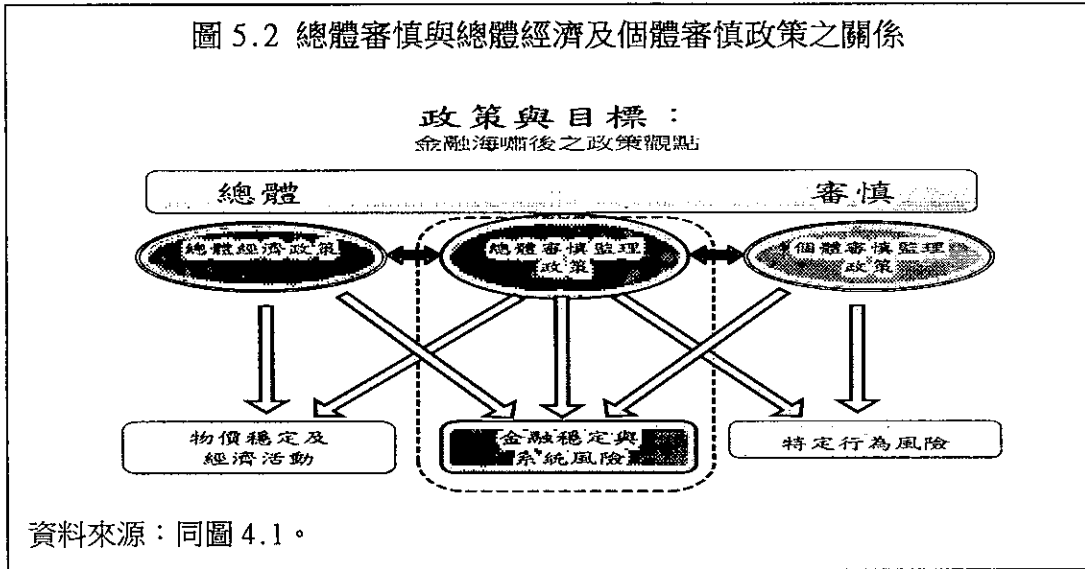 圖 5.2 總體審慎與總體經濟及個體審慎政策之關係
政策與目標：
金融海嘯後之政策觀點
總體 審慎
總體經濟政策
總體審慎監理
政策
個體審慎監理
政策
物價穩定及
經濟活動
金融穩定與
系統風險
特定行為風險
資料來源：同圖 4.1。